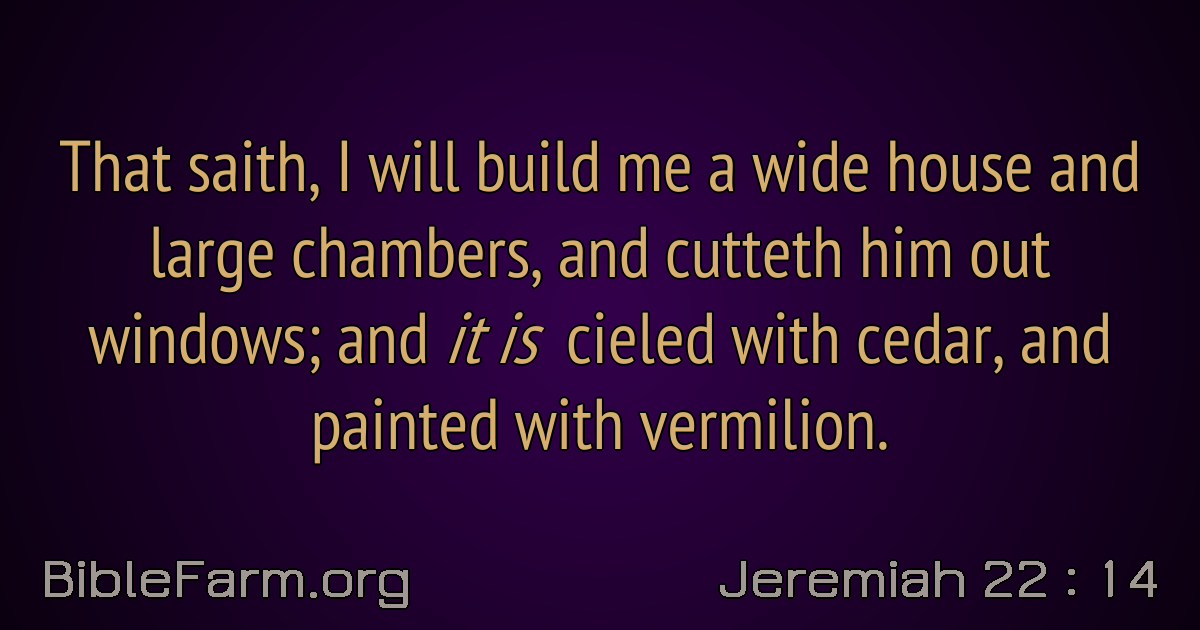 That saith, I will build me a wide house and
large chambers, and cutteth him out
windows; and it is cieled with cedar, and
painted with vermilion.
BibleFarm.org
Jeremiah 22 : 14